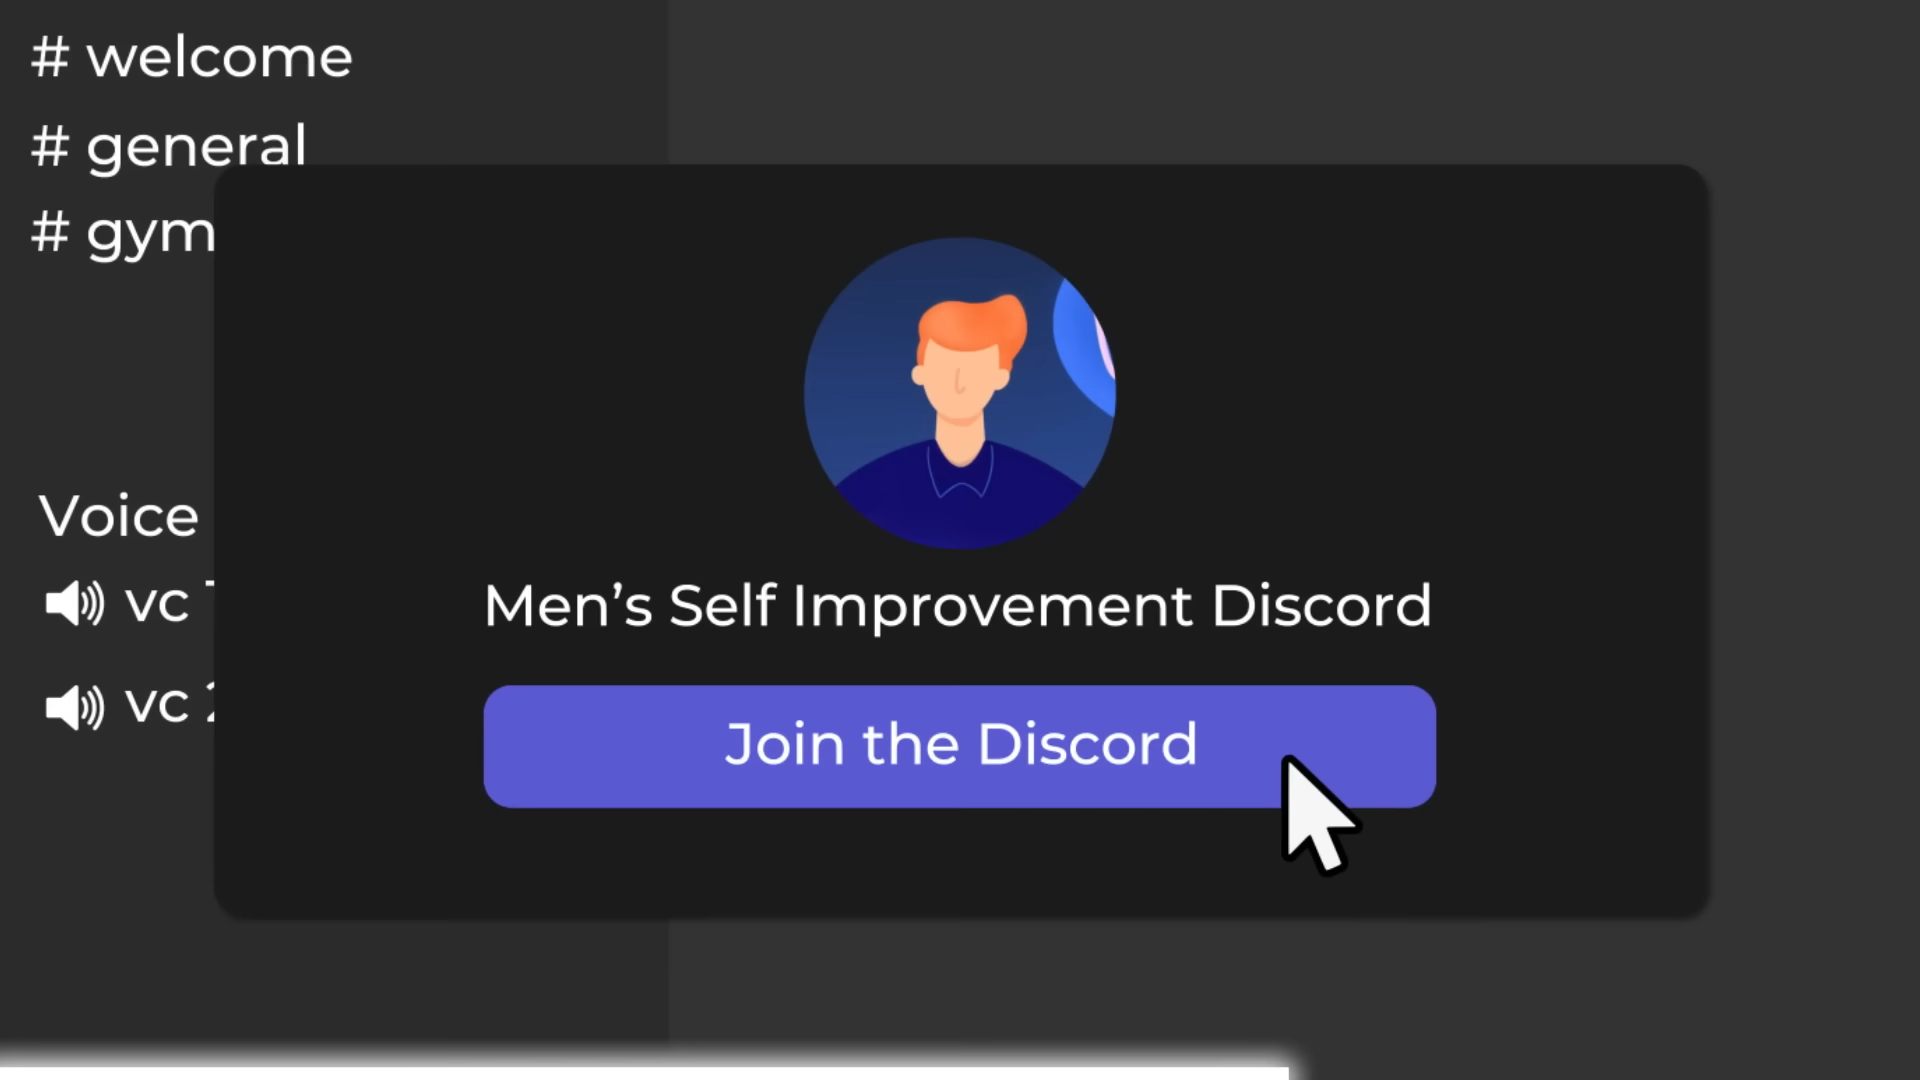 # welcome
# general
# gym
Voice
vc
vc
Men’s Self Improvement Discord
Join the Discord